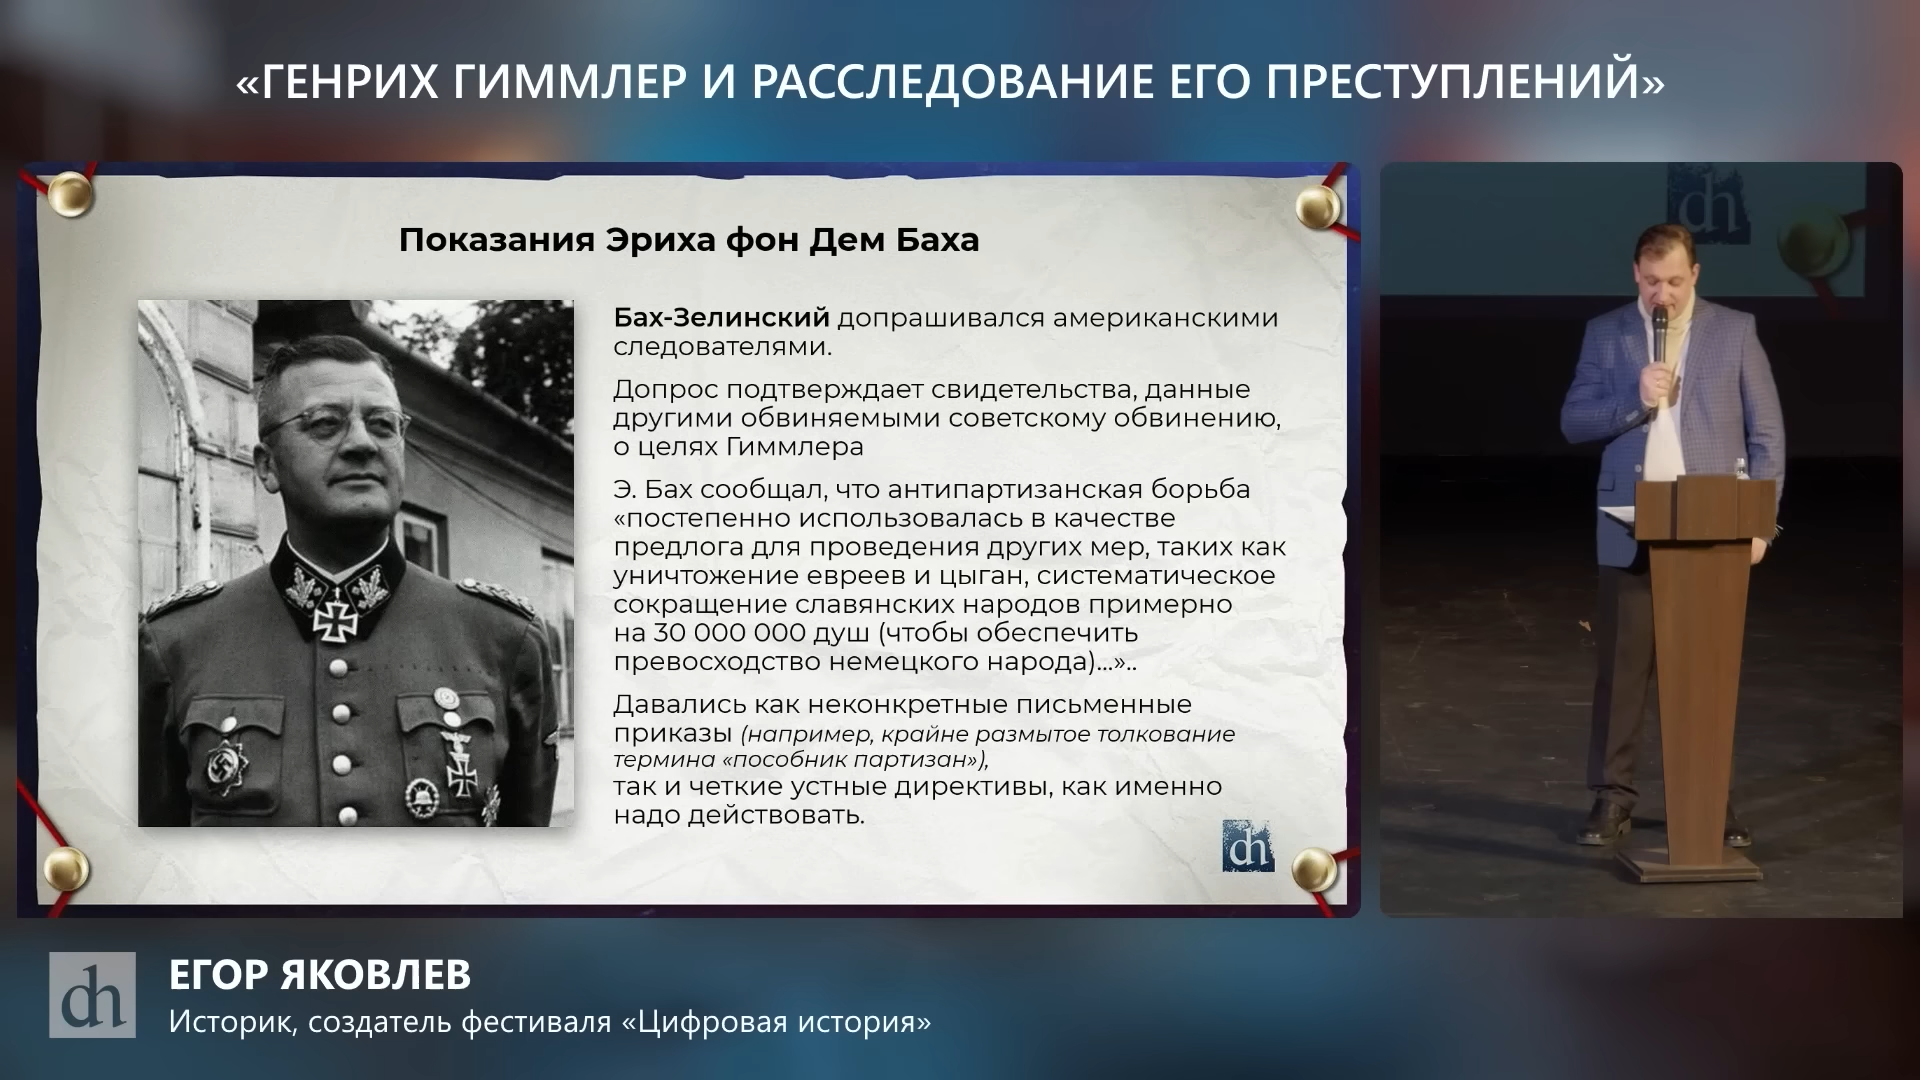 «ГЕНРИХ ГИММЛЕР И РАССЛЕДОВАНИЕ ЕГО ПРЕСТУПЛЕНИЙ»
dh
Показания Эриха фон Дем Баха
Бах-Зелинский допрашивался американскими
следователями.
Допрос подтверждает свидетельства, данные
другими обвиняемыми советскому обвинению,
о целях Гиммлера
Э. Бах сообщал, что антипартизанская борьба
«постепенно использовалась в качестве
предлога для проведения других мер, таких как
уничтожение евреев и цыган, систематическое
сокращение славянских народов примерно
на 30 000 000 душ (чтобы обеспечить
превосходство немецкого народа)...»..
Давались как неконкретные письменные
приказы (например, крайне размытое толкование
термина «пособник партизан»),
так и четкие устные директивы, как именно
надо действовать.
dh
dh
ЕГОР ЯКОВЛЕВ
Историк, создатель фестиваля «Цифровая история»